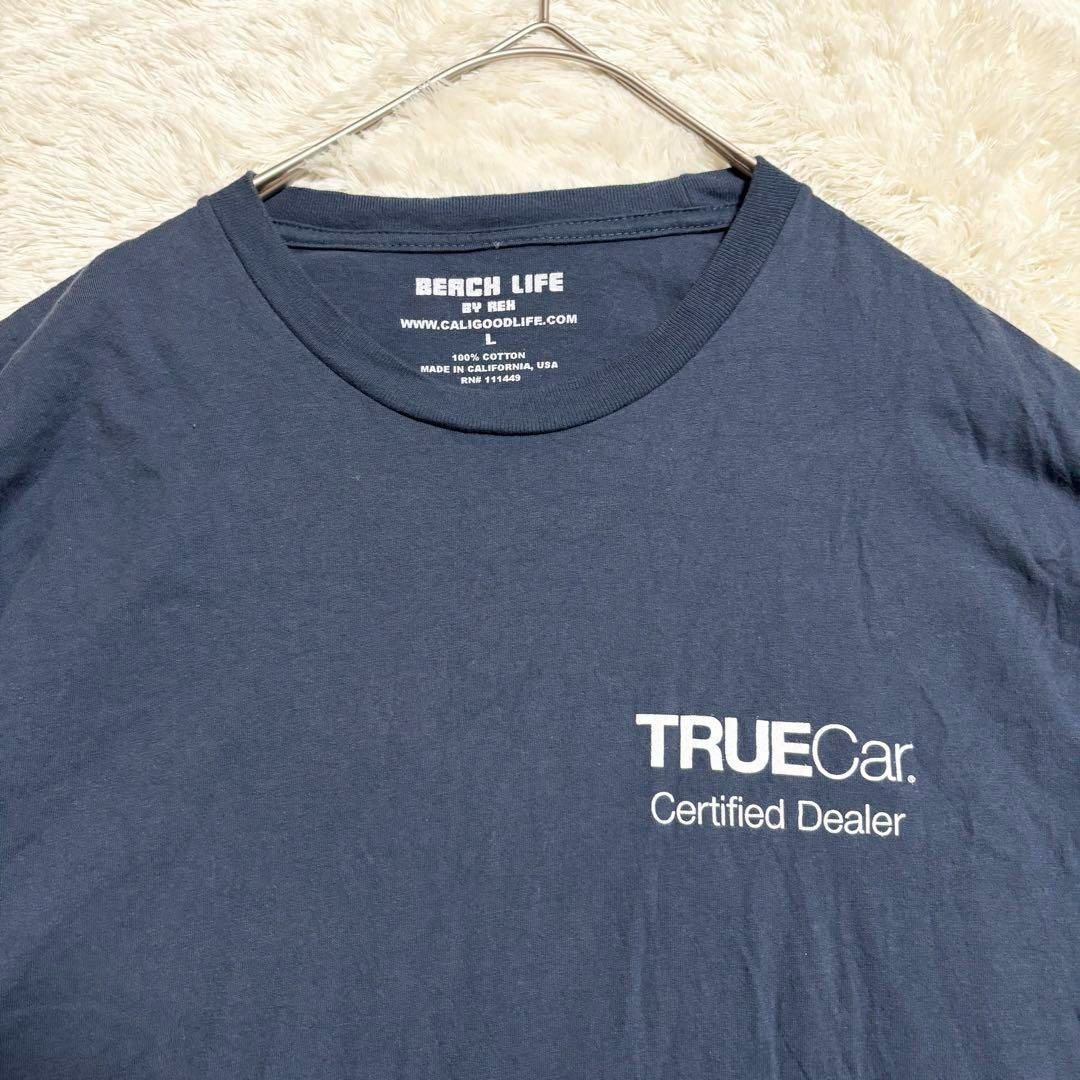 BEACH LIFE
BY REX
WWW.CALIGOODLIFE.COM
L
100% COTTON
MADE IN CALIFORNIA, USA
RN# 111449
TRUECar.
Certified Dealer